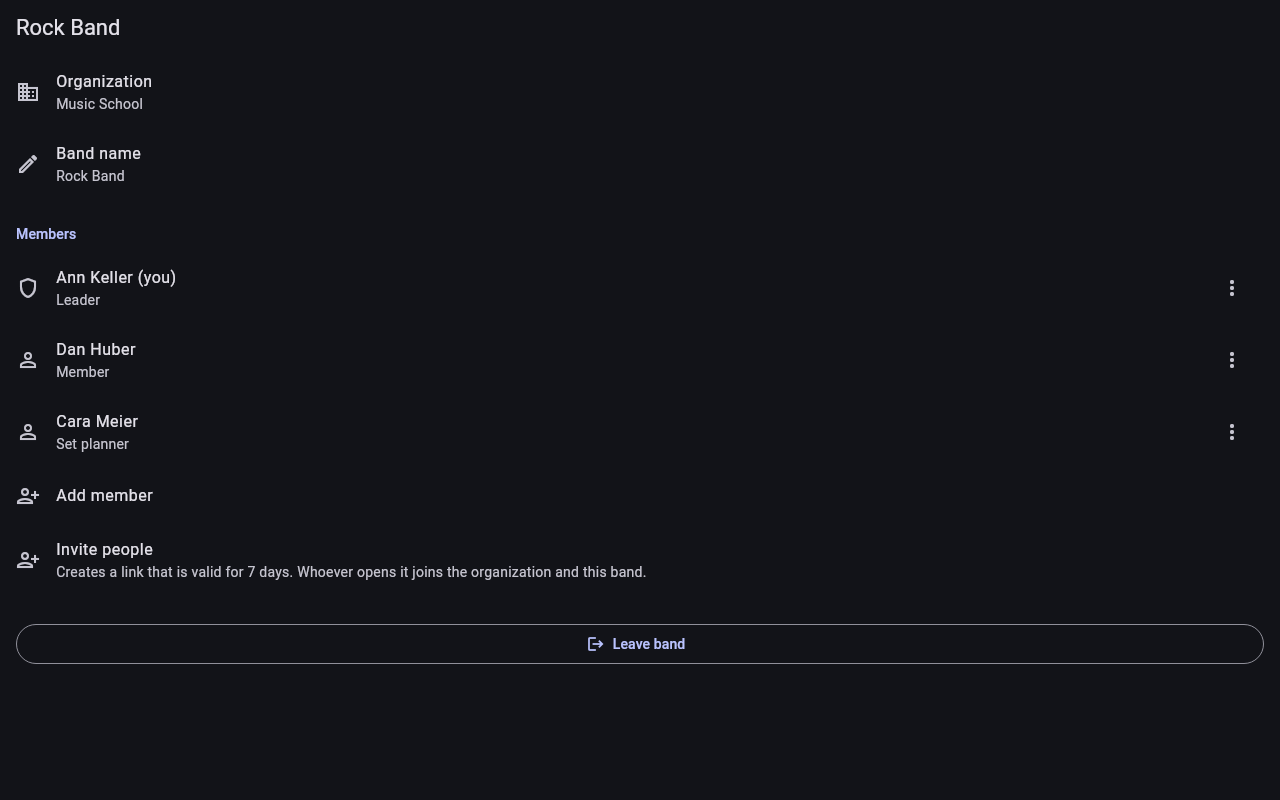 Rock Band
Organization
Music School
Band name
Rock Band
Members
Ann Keller (you)
Leader
Dan Huber
Member
Cara Meier
Set planner
Add member
Invite people
Creates a link that is valid for 7 days. Whoever opens it joins the organization and this band.
Leave band